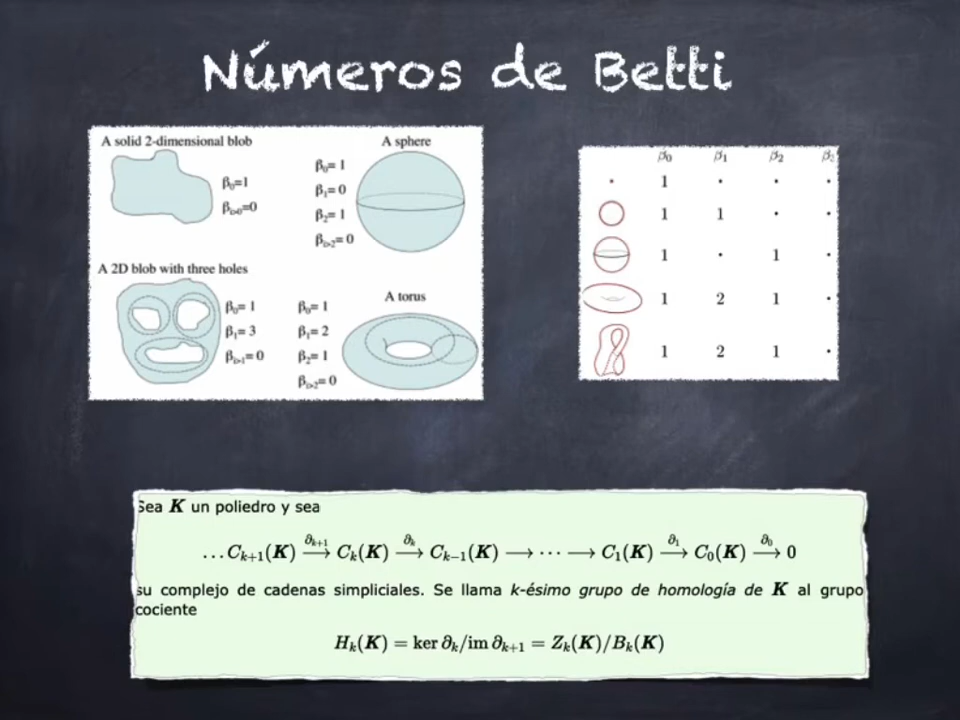 Números de Betti
A solid 2-dimensional blob
β₀=1
βᵢ>₀=0
A sphere
β₀= 1
β₁= 0
β₂= 1
βᵢ>₂= 0
A 2D blob with three holes
β₀= 1
β₁= 3
βᵢ>₁= 0
A torus
β₀= 1
β₁= 2
β₂= 1
βᵢ>₂= 0
β₀ β₁ β₂
1 · · ·
1 1 · ·
1 · 1 ·
1 2 1 ·
1 2 1 ·
Sea K un poliedro y sea
…Cₖ₊₁(K) ∂ₖ₊₁⟶ Cₖ(K) ∂ₖ⟶ Cₖ₋₁(K) ⟶ ⋯ ⟶ C₁(K) ∂₁⟶ C₀(K) ∂₀⟶ 0
su complejo de cadenas simpliciales. Se llama k-ésimo grupo de homología de K al grupo
cociente
Hₖ(K) = ker ∂ₖ/im ∂ₖ₊₁ = Zₖ(K)/Bₖ(K)